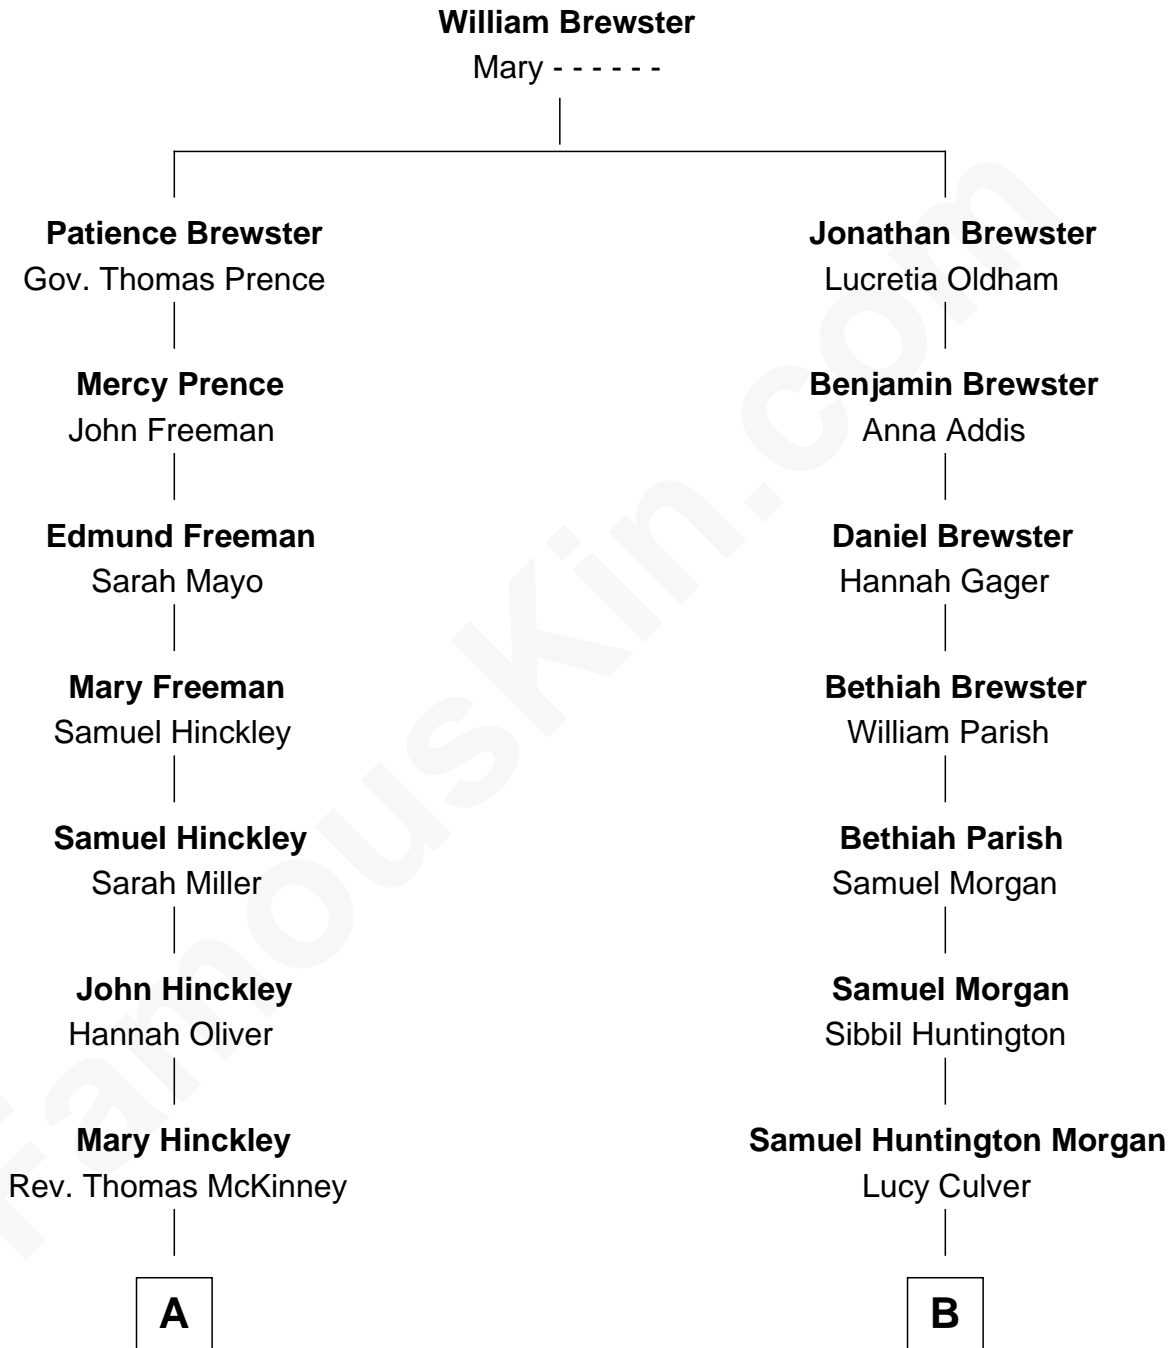 William Brewster
Mary - - - - - -
Patience Brewster
Gov. Thomas Prence
Jonathan Brewster
Lucretia Oldham
Mercy Prence
John Freeman
Benjamin Brewster
Anna Addis
Edmund Freeman
Sarah Mayo
Daniel Brewster
Hannah Gager
Mary Freeman
Samuel Hinckley
Bethiah Brewster
William Parish
Samuel Hinckley
Sarah Miller
Bethiah Parish
Samuel Morgan
John Hinckley
Hannah Oliver
Samuel Morgan
Sibbil Huntington
Mary Hinckley
Rev. Thomas McKinney
Samuel Huntington Morgan
Lucy Culver
A
B
FamousKin.com